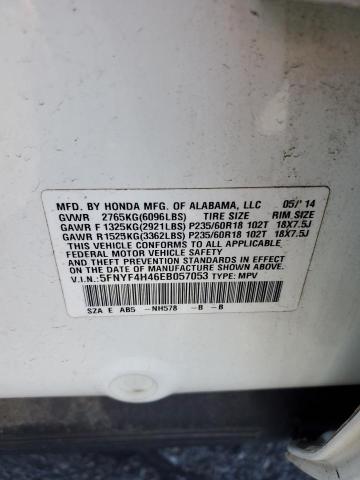 MFD. BY HONDA MFG. OF ALABAMA, LLC 05/'14
GVWR 2765KG(6096LBS) TIRE SIZE RIM SIZE
GAWR F 1325KG(2921LBS) P235/60R18 102T 18X7.5J
GAWR R 1525KG(3362LBS) P235/60R18 102T 18X7.5J
THIS VEHICLE CONFORMS TO ALL APPLICABLE
FEDERAL MOTOR VEHICLE SAFETY
STANDARDS IN EFFECT ON THE DATE
OF MANUFACTURE SHOWN ABOVE.
V.I.N.:5FNYF4H46EB057053 TYPE: MPV
SZA E AB5 -NH578 -B -B